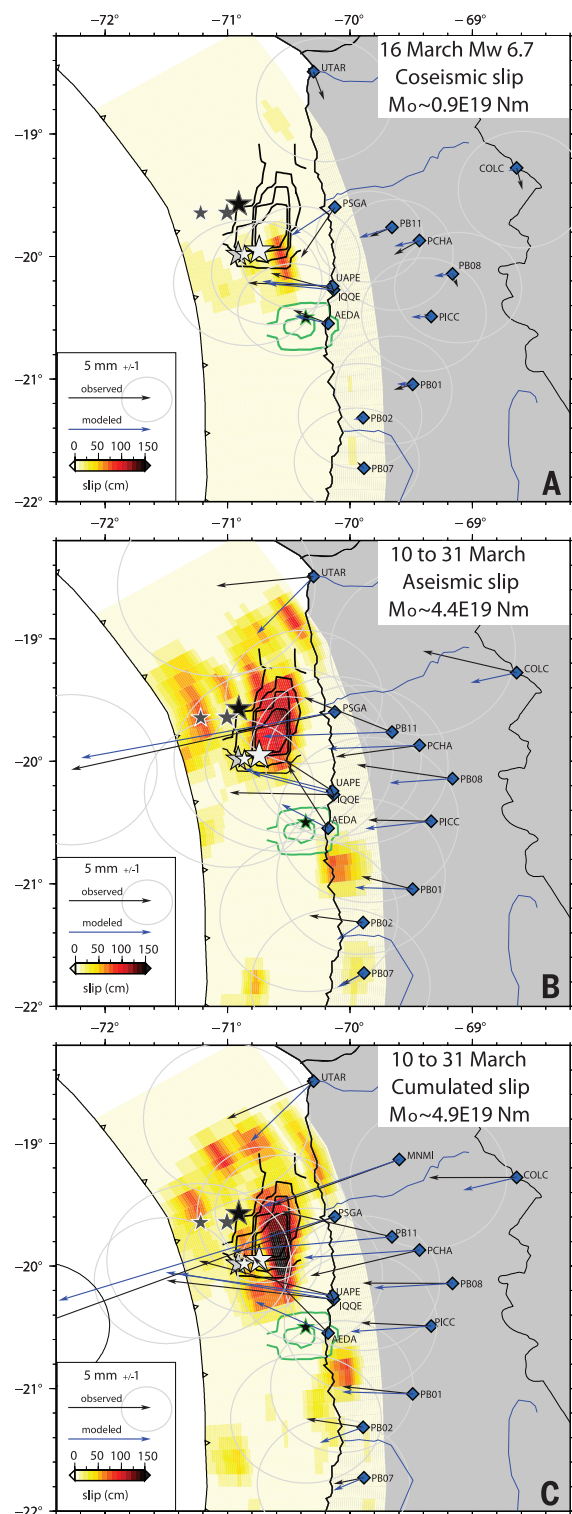 −72° −71° −70° −69°
16 March Mw 6.7
Coseismic slip
Mo~0.9E19 Nm
UTAR
−19°
COLC
PSGA
PB11
PCHA
−20°
PB08
UAPE
IQQE
PICC
AEDA
−21°
PB01
5 mm +/-1
observed
modeled
0 50 100 150
slip (cm)
PB02
PB07
−22°
A
−72° −71° −70° −69°
10 to 31 March
Aseismic slip
Mo~4.4E19 Nm
UTAR
−19°
COLC
PSGA
PB11
PCHA
−20°
PB08
UAPE
IQQE
PICC
AEDA
−21°
PB01
5 mm +/-1
observed
modeled
0 50 100 150
slip (cm)
PB02
PB07
−22°
B
−72° −71° −70° −69°
10 to 31 March
Cumulated slip
Mo~4.9E19 Nm
UTAR
−19°
MNMI
COLC
PSGA
PB11
PCHA
−20°
PB08
UAPE
IQQE
PICC
AEDA
−21°
PB01
5 mm +/-1
observed
modeled
0 50 100 150
slip (cm)
PB02
PB07
−22°
C